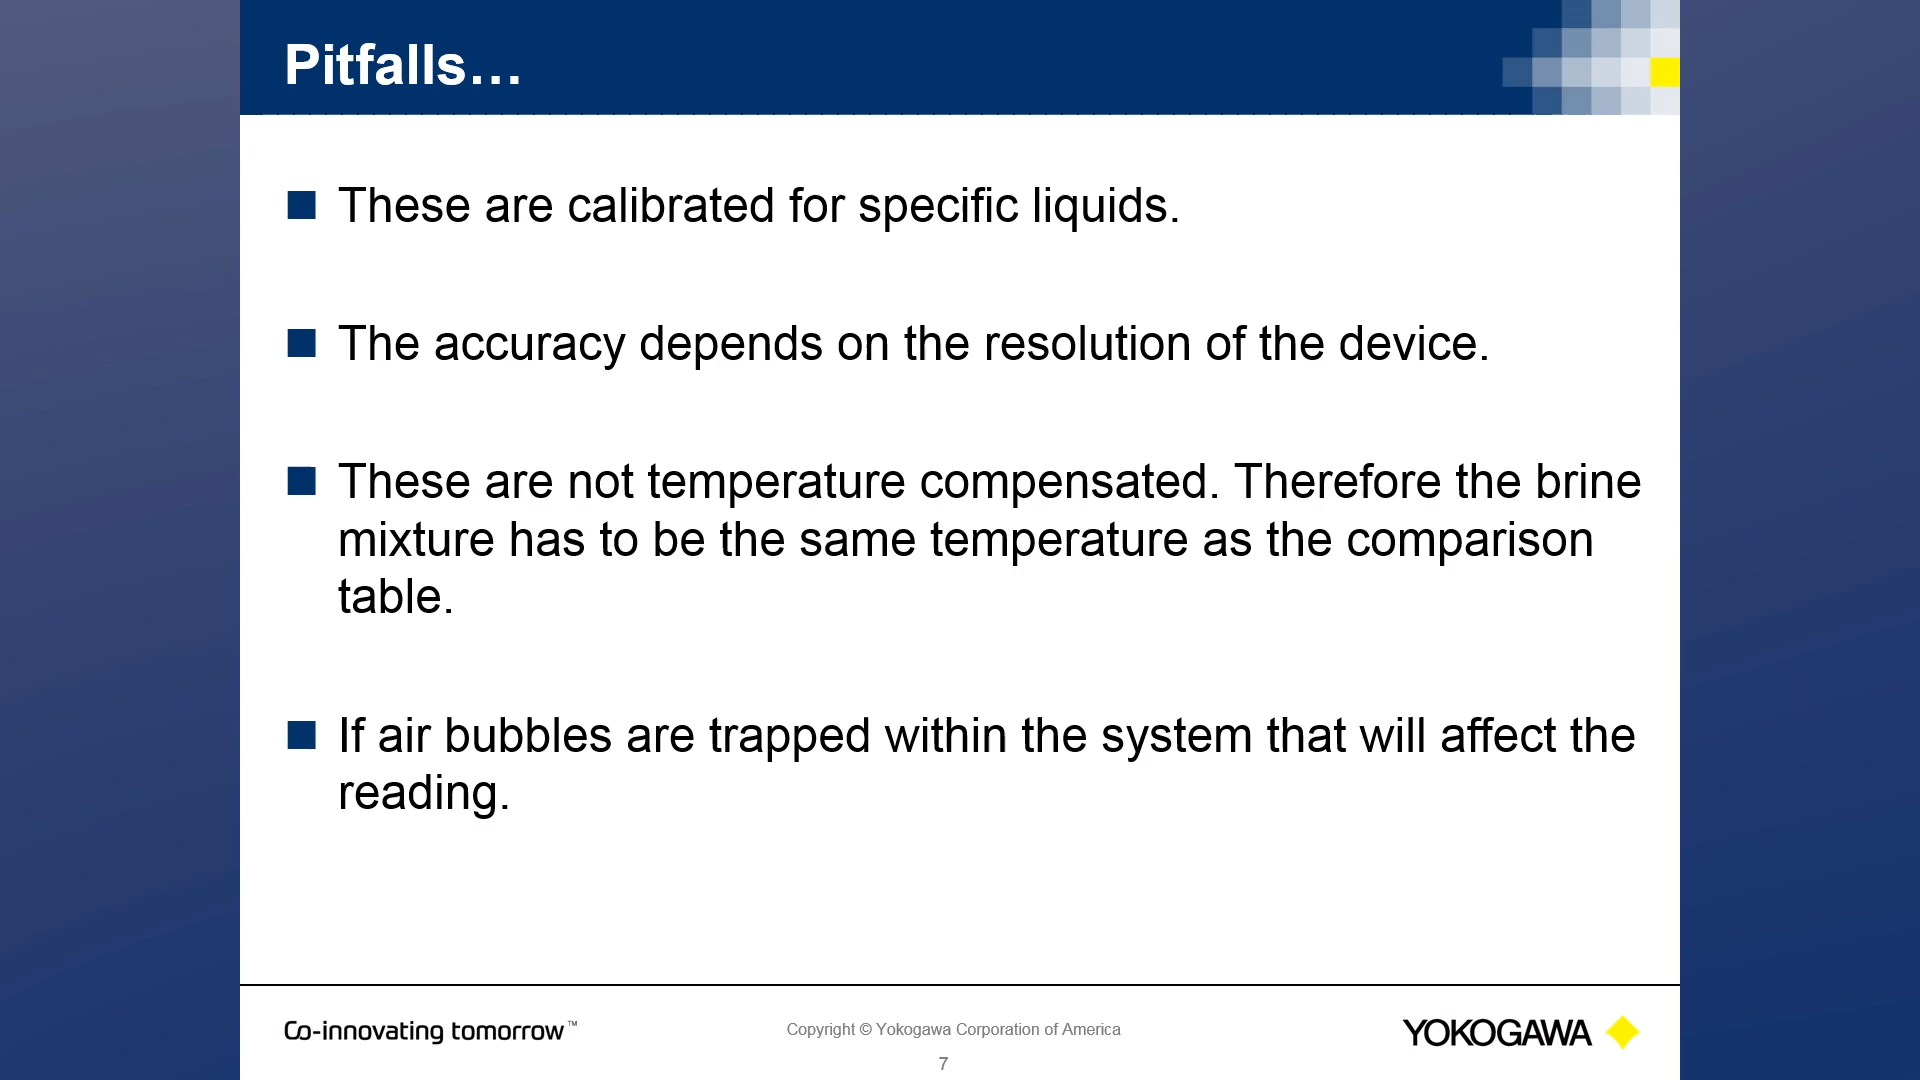 Pitfalls…
These are calibrated for specific liquids.
The accuracy depends on the resolution of the device.
These are not temperature compensated. Therefore the brine
mixture has to be the same temperature as the comparison
table.
If air bubbles are trapped within the system that will affect the
reading.
Co-innovating tomorrow™
Copyright © Yokogawa Corporation of America
YOKOGAWA
7